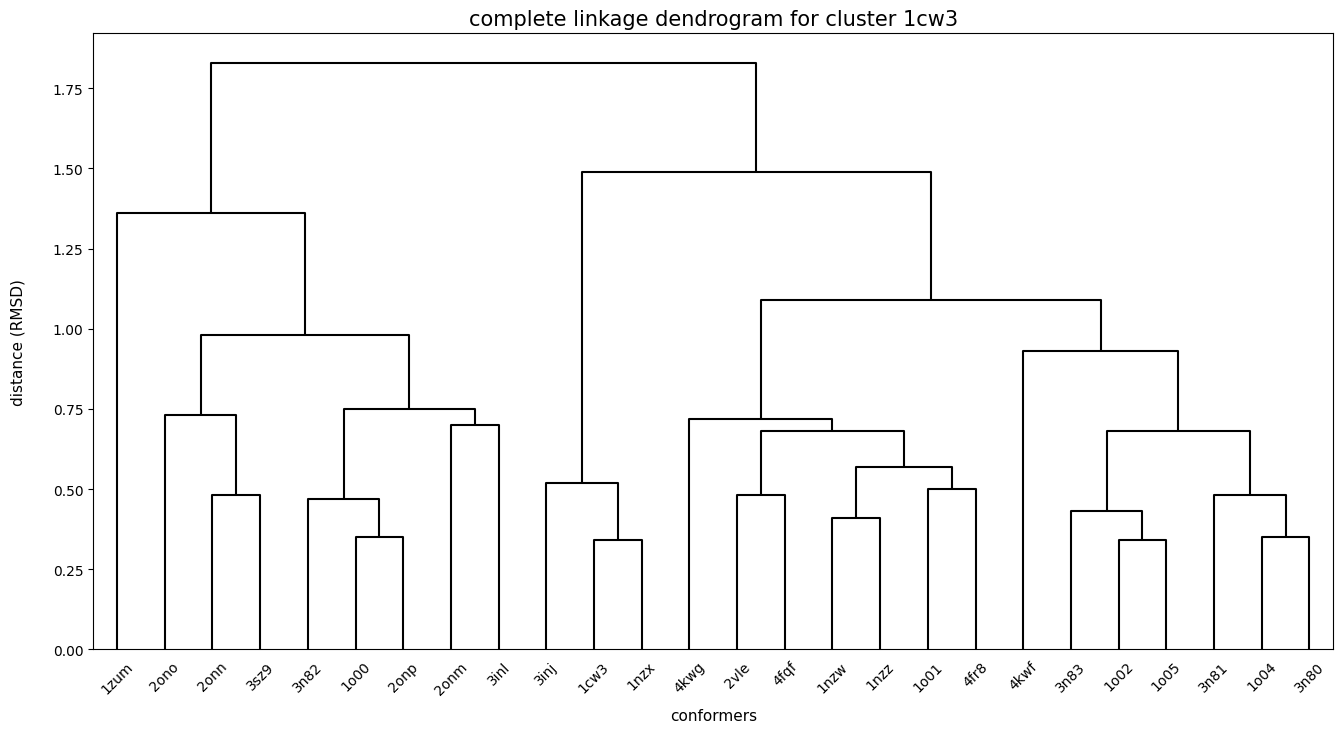 complete linkage dendrogram for cluster 1cw3
distance (RMSD)
1.75
1.50
1.25
1.00
0.75
0.50
0.25
0.00
1zum 2ono 2onn 3sz9 3n82 1o00 2onp 2onm 3inl 3inj 1cw3 1nzx 4kwg 2vle 4fqf 1nzw 1nzz 1o01 4fr8 4kwf 3n83 1o02 1o05 3n81 1o04 3n80
conformers